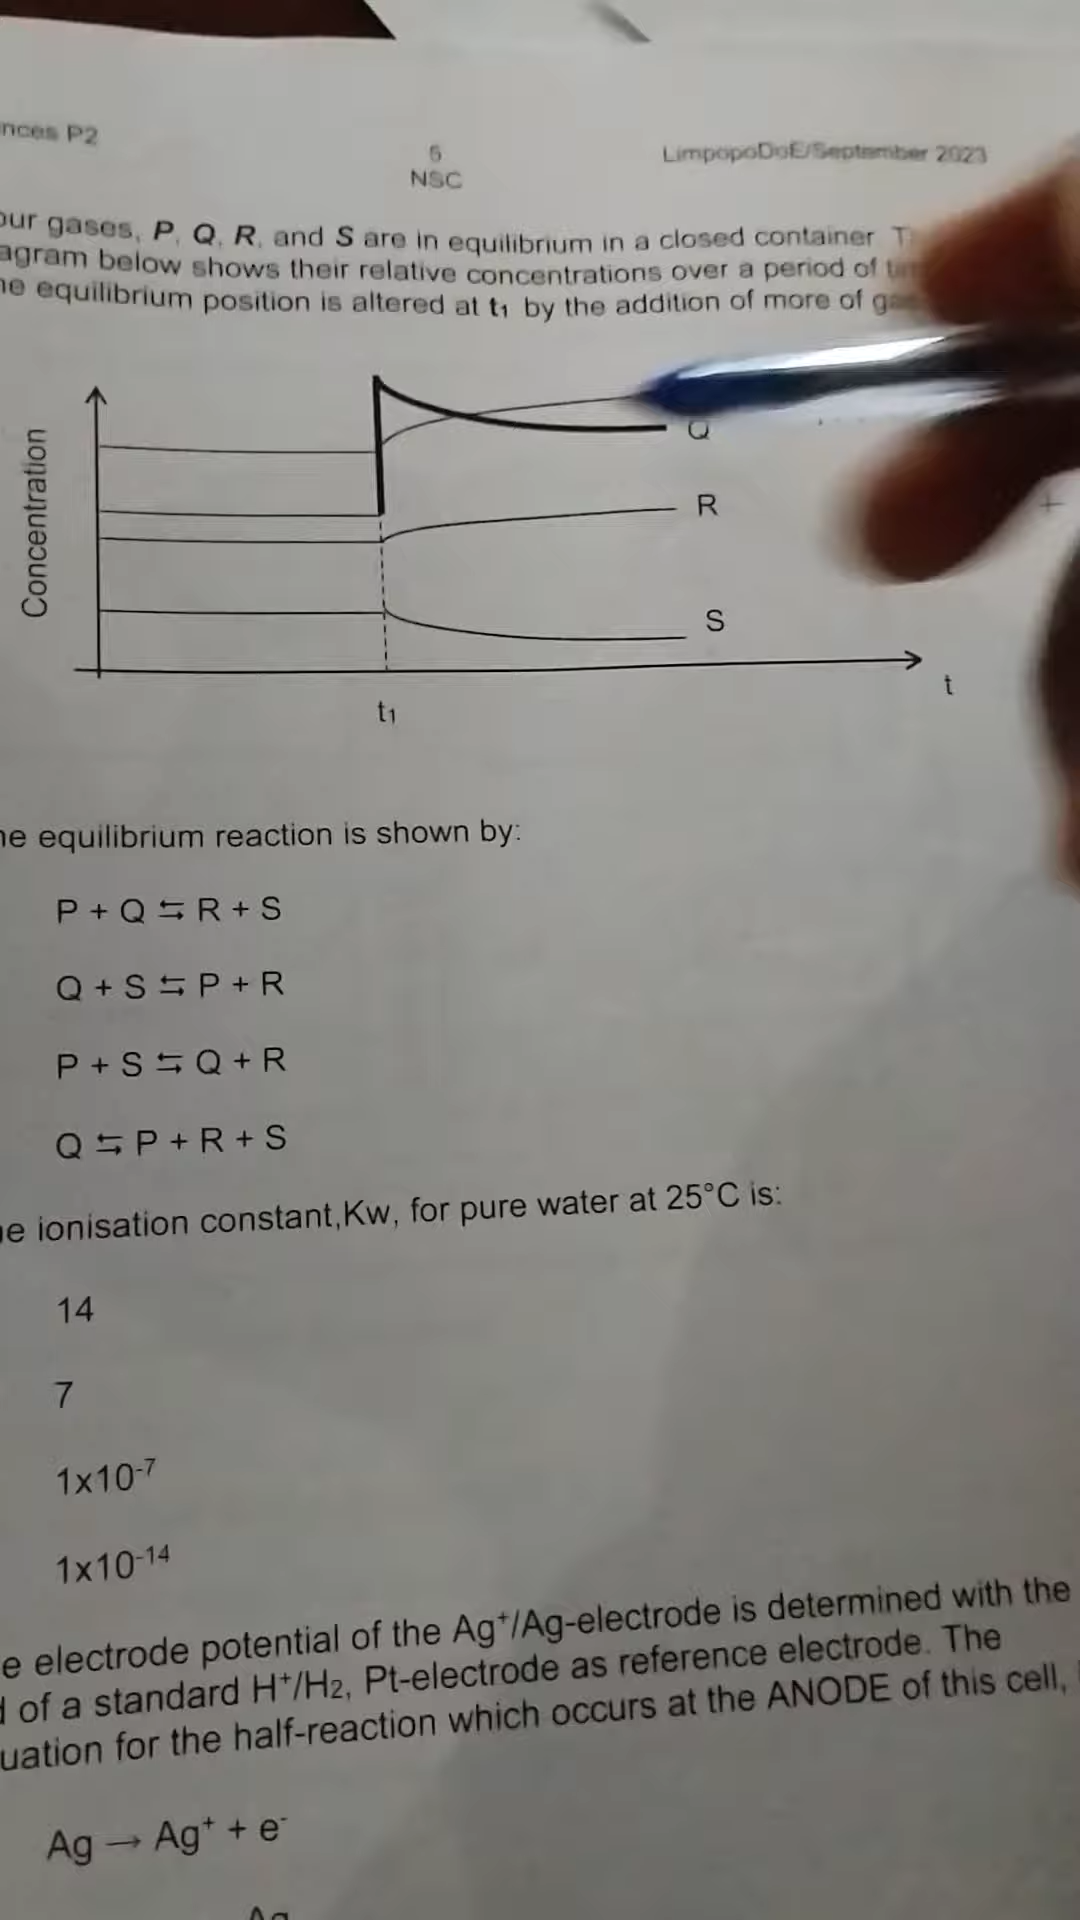 nces P2
6
NSC
LimpopoDoE/September 2023
our gases, P, Q, R, and S are in equilibrium in a closed container
agram below shows their relative concentrations over a period of
he equilibrium position is altered at t1 by the addition of more of
Concentration
Q
R
S
t
t1
he equilibrium reaction is shown by:
P + Q ⇆ R + S
Q + S ⇆ P + R
P + S ⇆ Q + R
Q ⇆ P + R + S
e ionisation constant,Kw, for pure water at 25°C is:
14
7
1x10-7
1x10-14
e electrode potential of the Ag+/Ag-electrode is determined with the
of a standard H+/H2, Pt-electrode as reference electrode. The
uation for the half-reaction which occurs at the ANODE of this cell,
Ag → Ag+ + e-